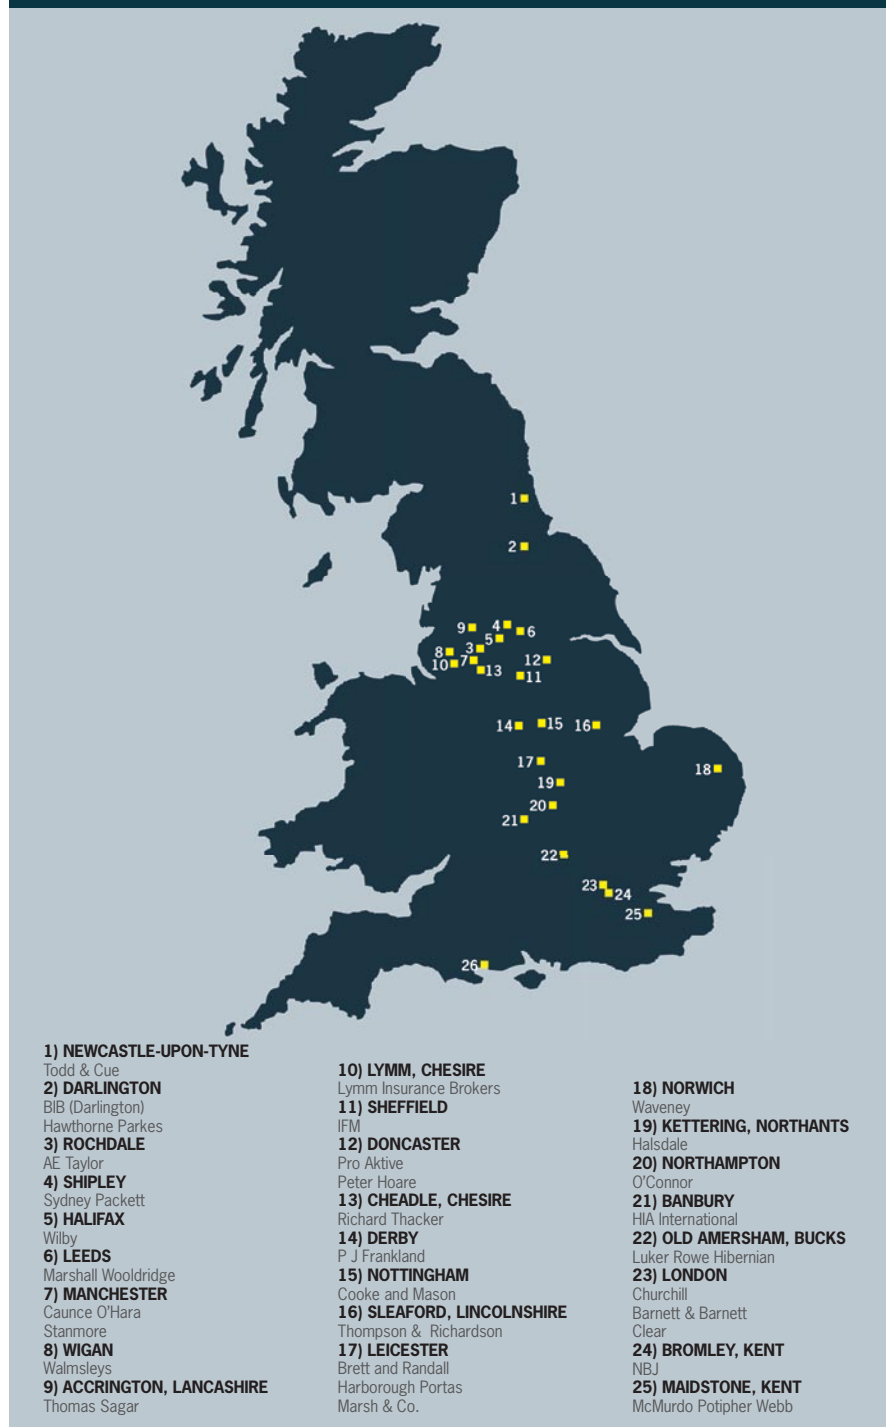 1
2
9
4
6
5
3
8
7
10
13
12
11
14
15
16
17
18
19
20
21
22
23
24
25
26
1) NEWCASTLE-UPON-TYNE
Todd & Cue
2) DARLINGTON
BIB (Darlington)
Hawthorne Parkes
3) ROCHDALE
AE Taylor
4) SHIPLEY
Sydney Packett
5) HALIFAX
Wilby
6) LEEDS
Marshall Wooldridge
7) MANCHESTER
Caunce O'Hara
Stanmore
8) WIGAN
Walmsleys
9) ACCRINGTON, LANCASHIRE
Thomas Sagar
10) LYMM, CHESIRE
Lymm Insurance Brokers
11) SHEFFIELD
IFM
12) DONCASTER
Pro Aktive
Peter Hoare
13) CHEADLE, CHESIRE
Richard Thacker
14) DERBY
P J Frankland
15) NOTTINGHAM
Cooke and Mason
16) SLEAFORD, LINCOLNSHIRE
Thompson & Richardson
17) LEICESTER
Brett and Randall
Harborough Portas
Marsh & Co.
18) NORWICH
Waveney
19) KETTERING, NORTHANTS
Halsdale
20) NORTHAMPTON
O'Connor
21) BANBURY
HIA International
22) OLD AMERSHAM, BUCKS
Luker Rowe Hibernian
23) LONDON
Churchill
Barnett & Barnett
Clear
24) BROMLEY, KENT
NBJ
25) MAIDSTONE, KENT
McMurdo Potipher Webb